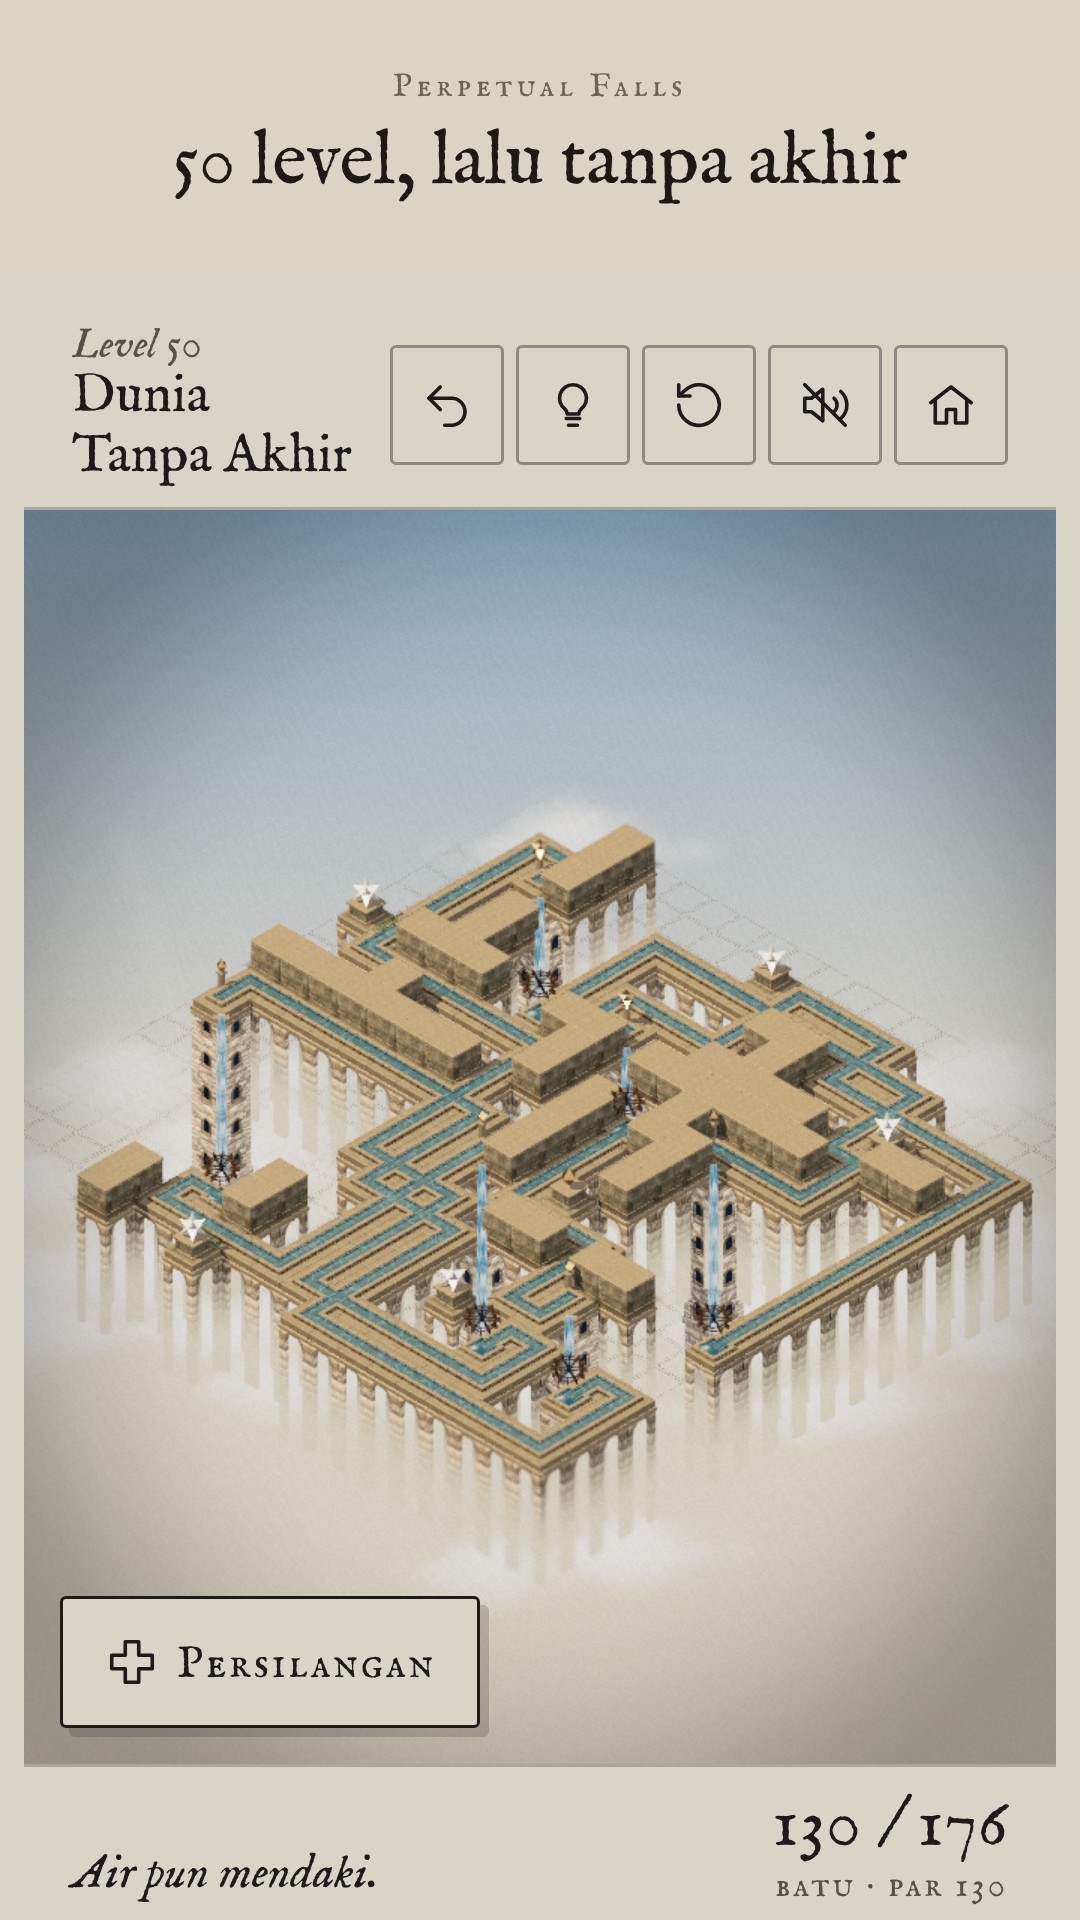 Perpetual Falls
50 level, lalu tanpa akhir
Level 50
Dunia
Tanpa Akhir
Persilangan
Air pun mendaki.
130 / 176
BATU · PAR 130